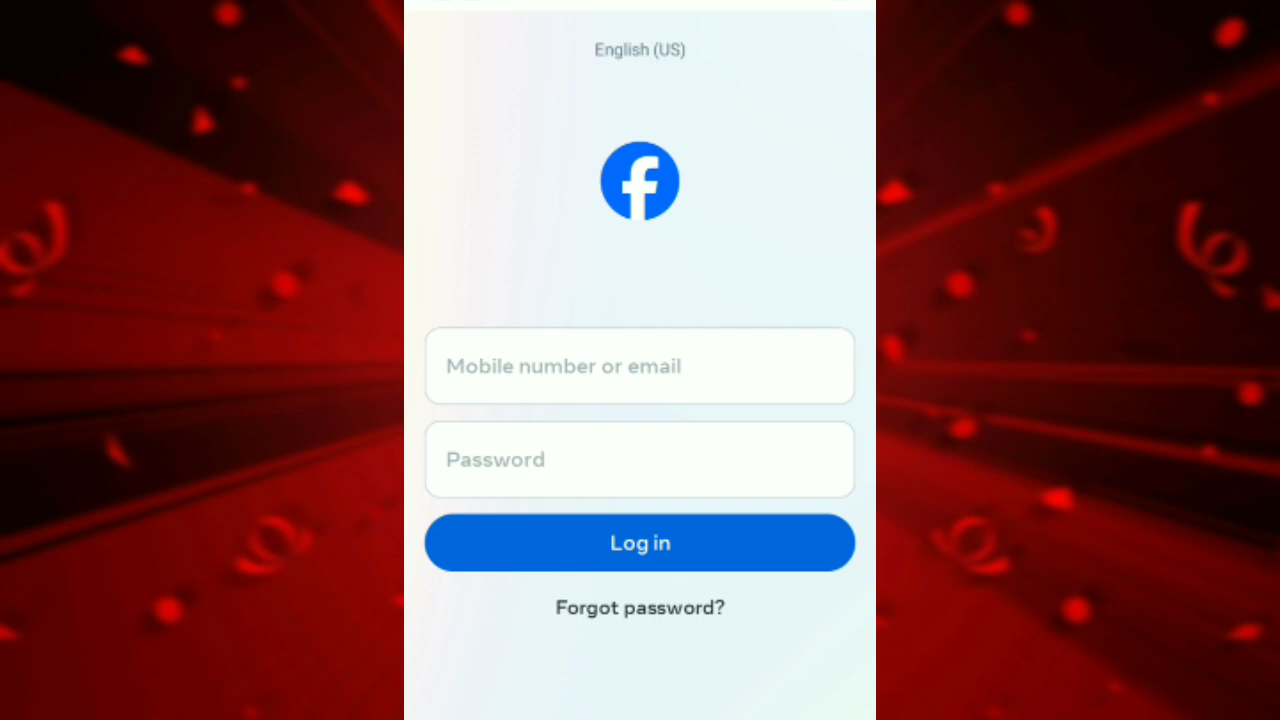 English (US)
Mobile number or email
Password
Log in
Forgot password?